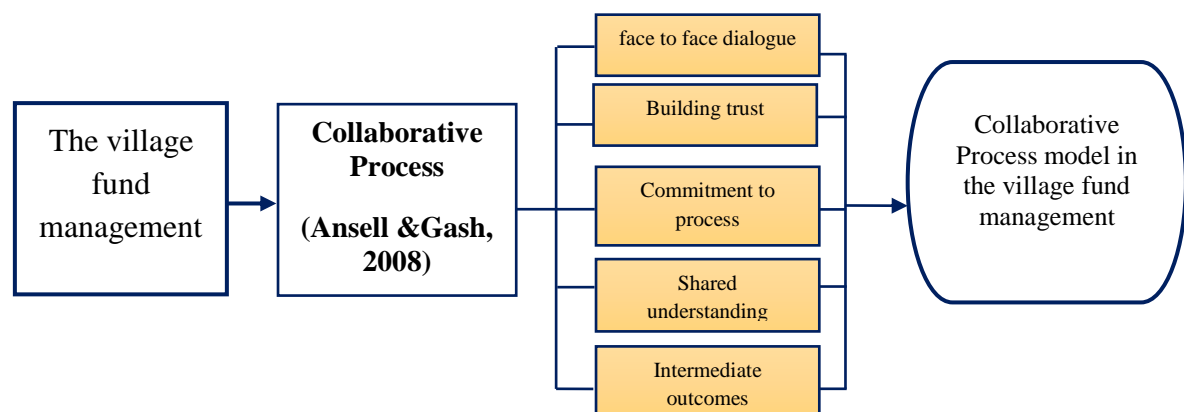 The village
fund
management
Collaborative
Process
(Ansell &Gash,
2008)
face to face dialogue
Building trust
Commitment to
process
Shared
understanding
Intermediate
outcomes
Collaborative
Process model in
the village fund
management